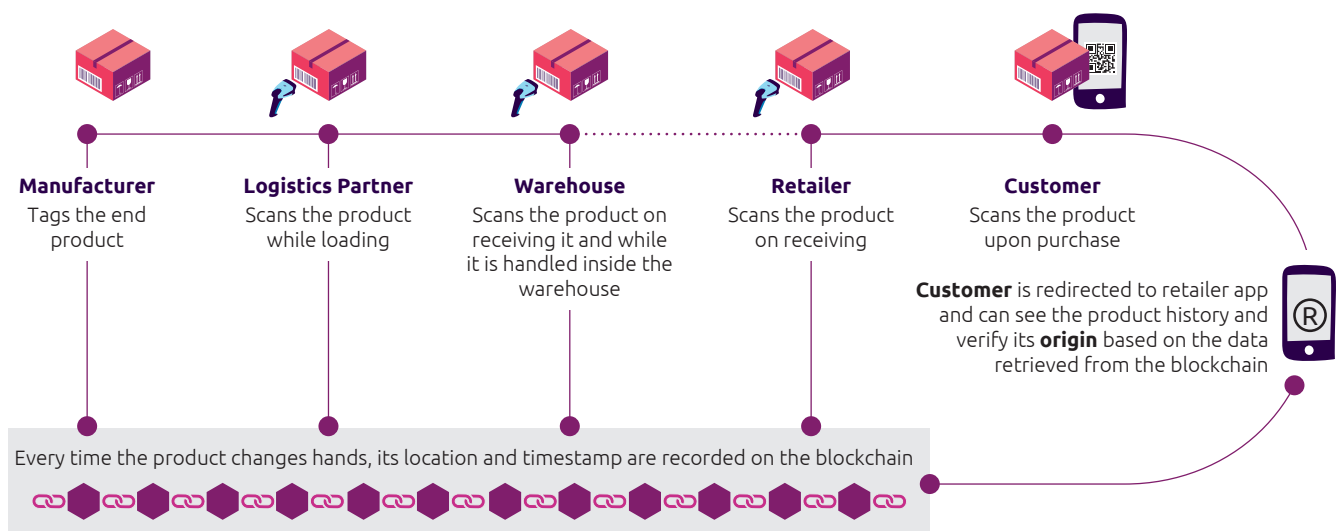 Manufacturer
Tags the end
product
Logistics Partner
Scans the product
while loading
Warehouse
Scans the product on
receiving it and while
it is handled inside the
warehouse
Retailer
Scans the product
on receiving
Customer
Scans the product
upon purchase
Customer is redirected to retailer app
and can see the product history and
verify its origin based on the data
retrieved from the blockchain
®
Every time the product changes hands, its location and timestamp are recorded on the blockchain